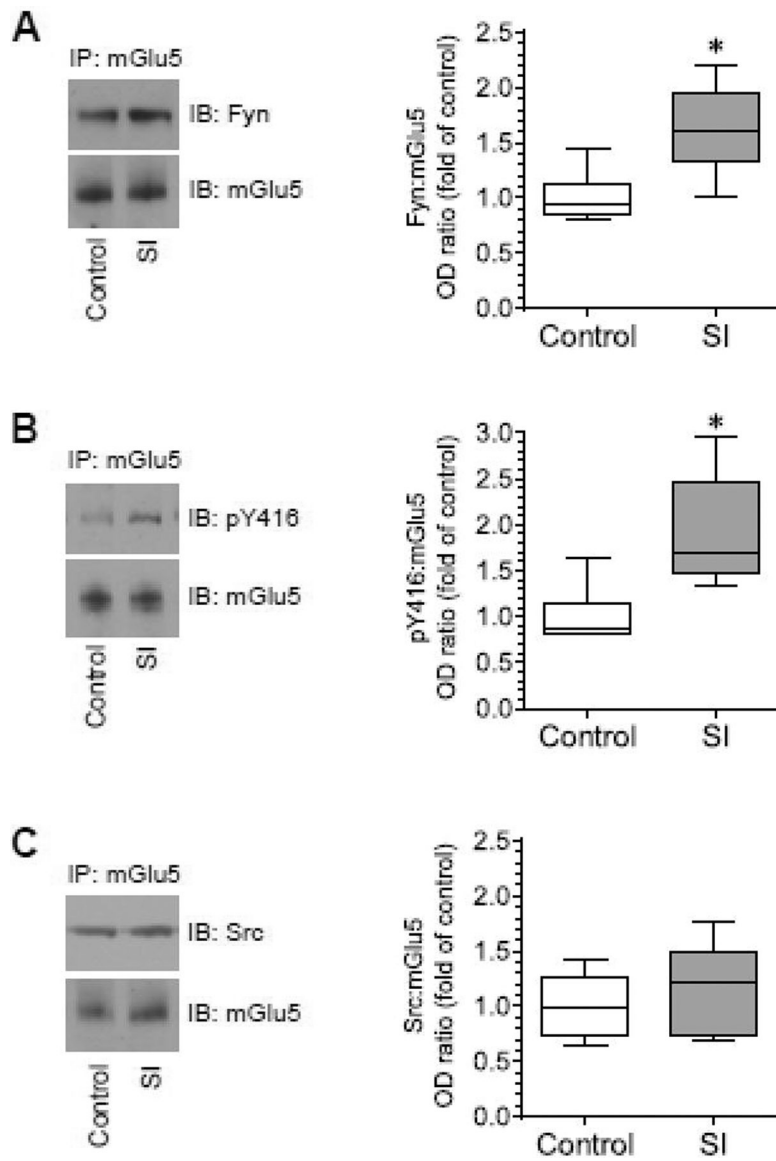 A
IP: mGlu5
IB: Fyn
IB: mGlu5
Control
SI
Fyn:mGlu5
OD ratio (fold of control)
2.5
2.0
1.5
1.0
0.5
0.0
*
Control SI
B
IP: mGlu5
IB: pY416
IB: mGlu5
Control
SI
pY416:mGlu5
OD ratio (fold of control)
3.0
2.5
2.0
1.5
1.0
0.5
0.0
*
Control SI
C
IP: mGlu5
IB: Src
IB: mGlu5
Control
SI
Src:mGlu5
OD ratio (fold of control)
2.5
2.0
1.5
1.0
0.5
0.0
Control SI